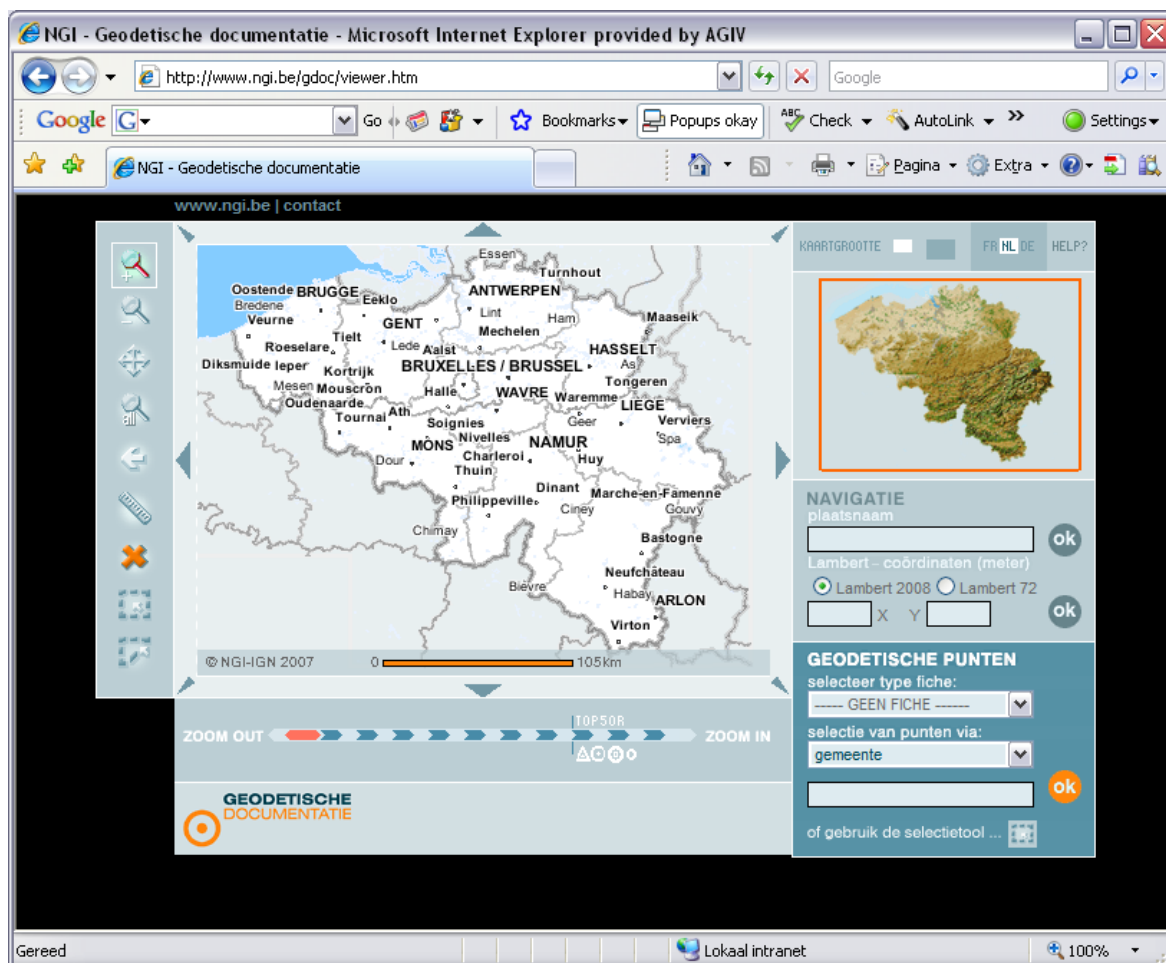 NGI - Geodetische documentatie - Microsoft Internet Explorer provided by AGIV
http://www.ngi.be/gdoc/viewer.htm
Google
Google G Go Bookmarks Popups okay ABC Check AutoLink » Settings
NGI - Geodetische documentatie
Pagina Extra
www.ngi.be | contact
KAARTGROOTTE FR NL DE HELP?
Essen
Turnhout
Oostende BRUGGE ANTWERPEN
Bredene Eeklo
Veurne GENT Lint Ham Maaseik
Tielt Mechelen
Roeselare Lede Aalst HASSELT
Diksmuide Ieper Kortrijk BRUXELLES / BRUSSEL As
Mesen Mouscron Halle WAVRE Waremme Tongeren
Oudenaarde LIEGE
Tournai Ath Soignies Geer Verviers
MONS Nivelles NAMUR Spa
Dour Charleroi Huy
Thuin
Philippeville Dinant Marche-en-Famenne
Chimay Ciney Gouvy
Bastogne
Neufchâteau
Bièvre Habay ARLON
Virton
© NGI-IGN 2007 0 105km
all
ZOOM OUT TOP50R ZOOM IN
GEODETISCHE
DOCUMENTATIE
NAVIGATIE
plaatsnaam
ok
Lambert - coördinaten (meter)
Lambert 2008 Lambert 72
X Y ok
GEODETISCHE PUNTEN
selecteer type fiche:
----- GEEN FICHE ------
selectie van punten via:
gemeente
ok
of gebruik de selectietool ...
Gereed Lokaal intranet 100%